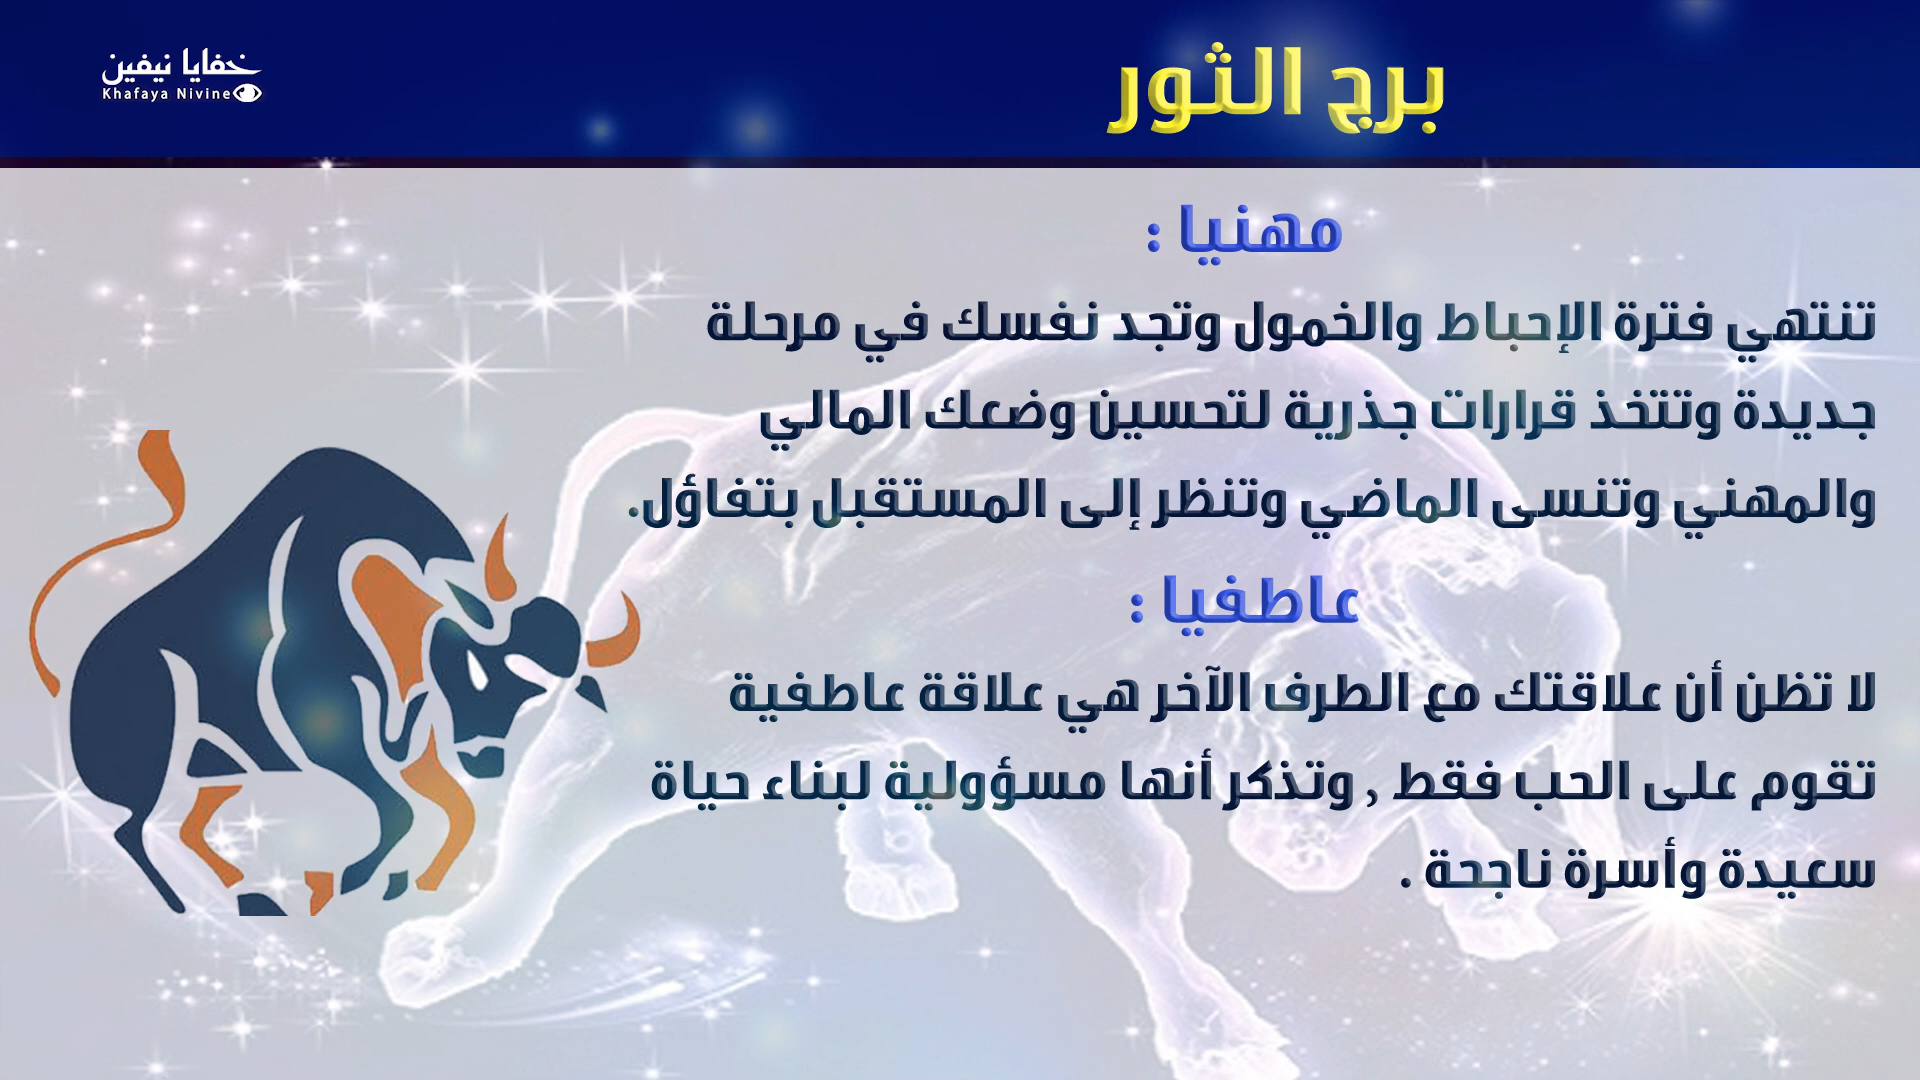 برج الثور
خفايا نيفين
Khafaya Nivine
مهنيا :
تنتهي فترة الإحباط والخمول وتجد نفسك في مرحلة
جديدة وتتخذ قرارات جذرية لتحسين وضعك المالي
والمهني وتنسى الماضي وتنظر إلى المستقبل بتفاؤل.
عاطفيا :
لا تظن أن علاقتك مع الطرف الآخر هي علاقة عاطفية
تقوم على الحب فقط , وتذكر أنها مسؤولية لبناء حياة
سعيدة وأسرة ناجحة .